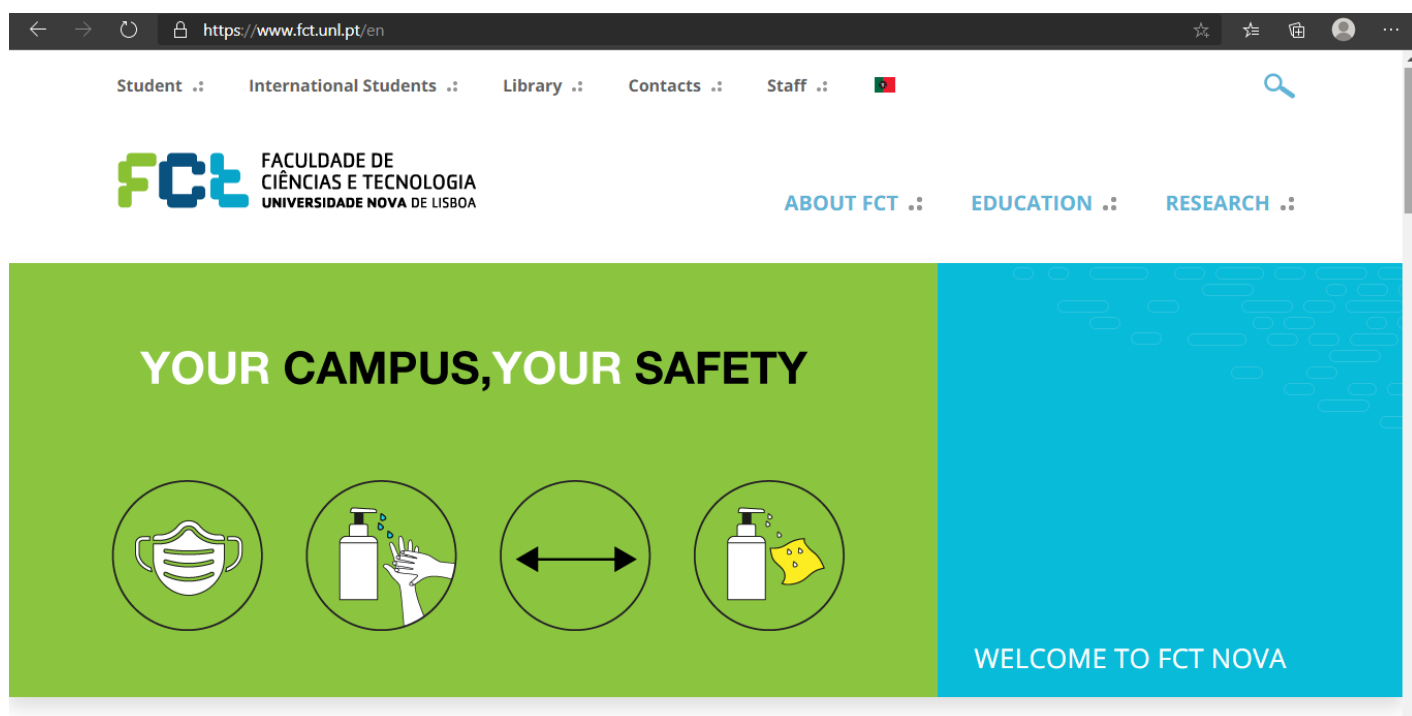 https://www.fct.unl.pt/en
Student .: International Students .: Library .: Contacts .: Staff .:
FCt FACULDADE DE
CIÊNCIAS E TECNOLOGIA
UNIVERSIDADE NOVA DE LISBOA
ABOUT FCT .: EDUCATION .: RESEARCH .:
YOUR CAMPUS,YOUR SAFETY
WELCOME TO FCT NOVA